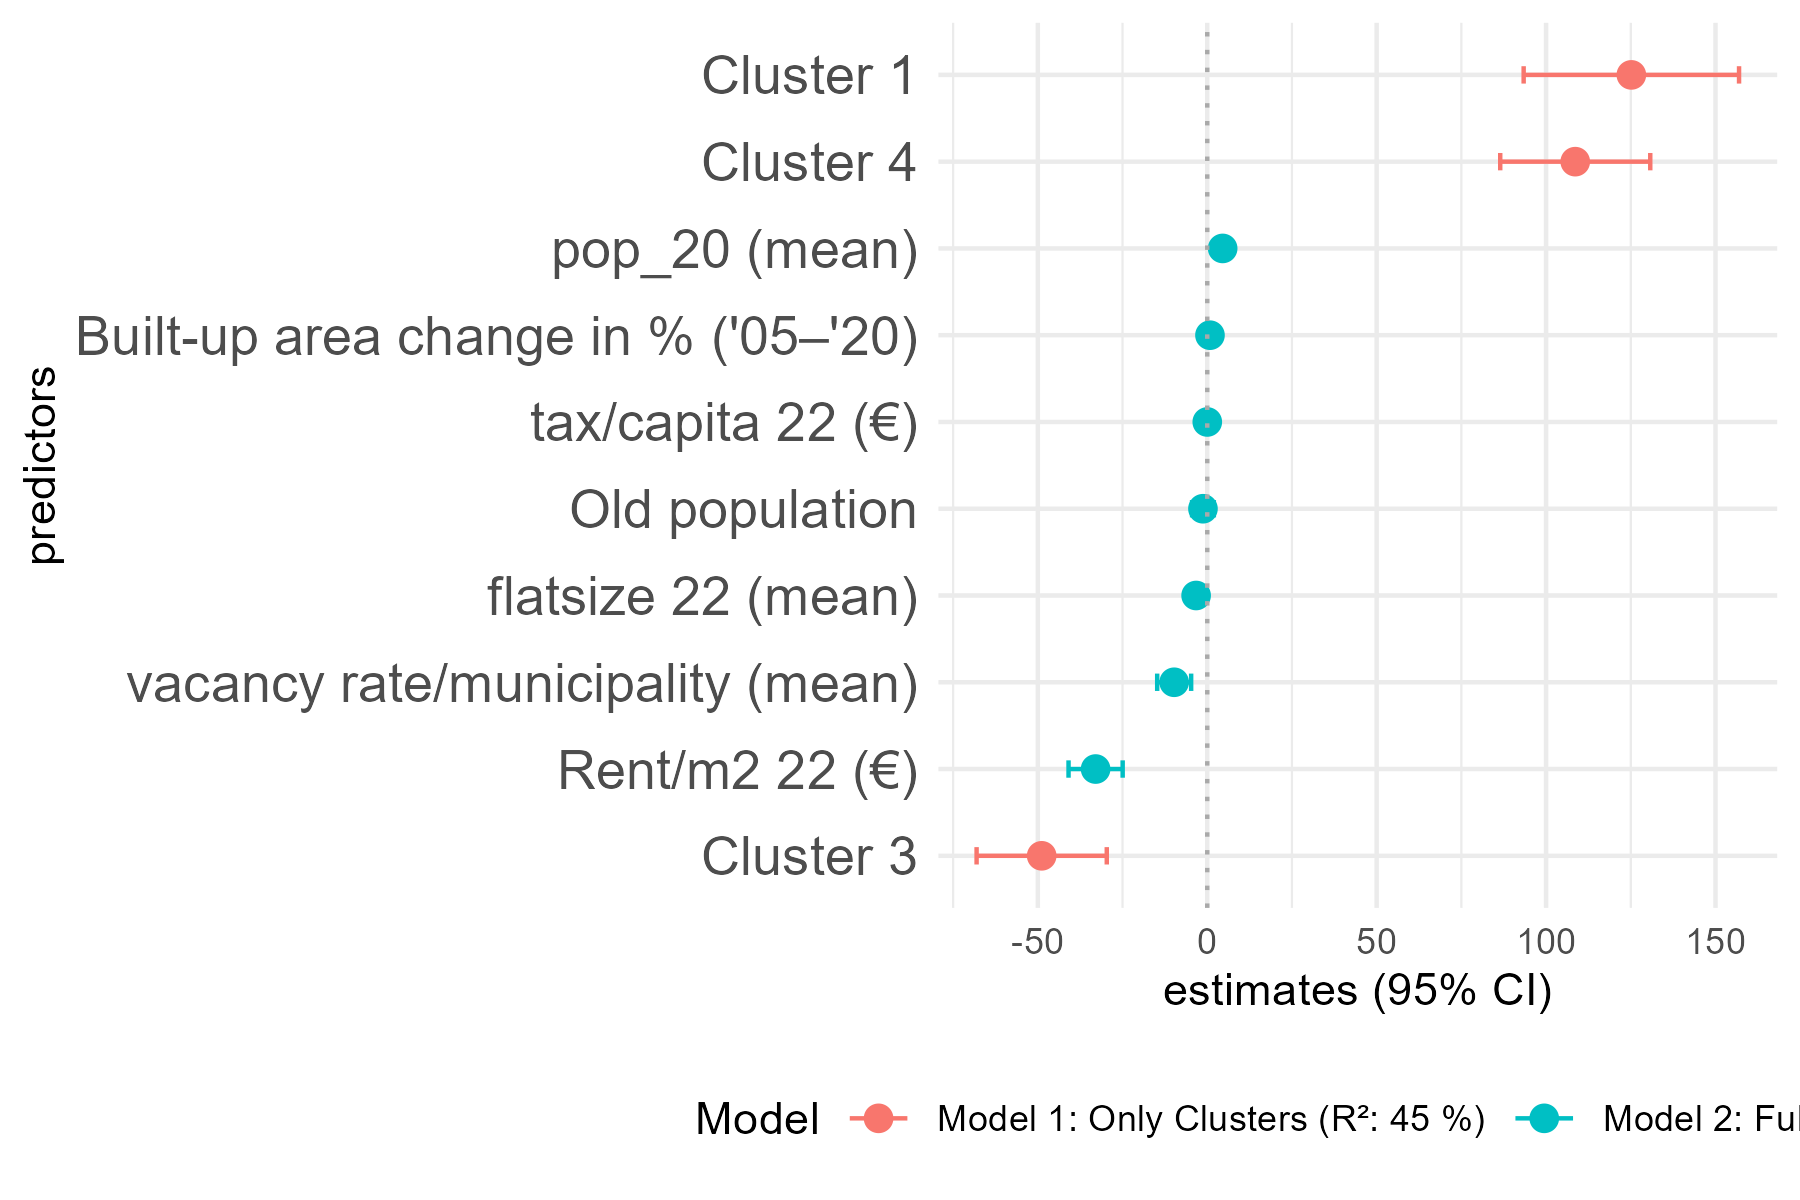 Cluster 1
Cluster 4
pop_20 (mean)
Built-up area change in % ('05–'20)
tax/capita 22 (€)
Old population
flatsize 22 (mean)
vacancy rate/municipality (mean)
Rent/m2 22 (€)
Cluster 3
predictors
-50 0 50 100 150
estimates (95% CI)
Model Model 1: Only Clusters (R²: 45 %) Model 2: